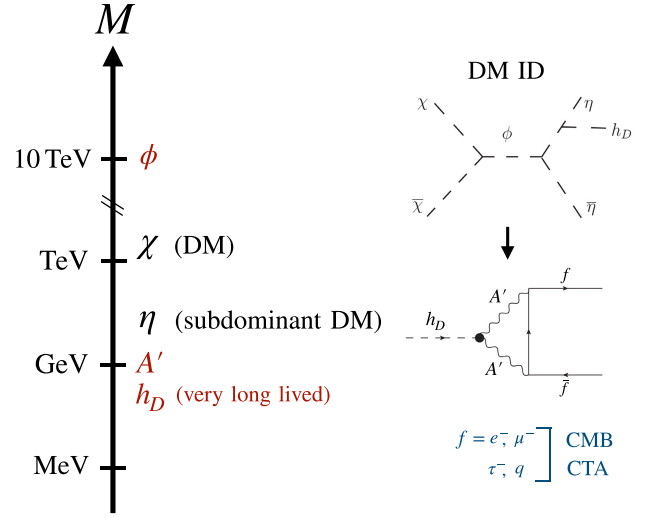 M
10 TeV
ϕ
χ (DM)
TeV
η (subdominant DM)
GeV
A′
h_D (very long lived)
MeV
DM ID
χ
χ̅
ϕ
η
h_D
η̅
h_D
A′
A′
f
f̄
f = e⁻, μ⁻
τ⁻, q
CMB
CTA